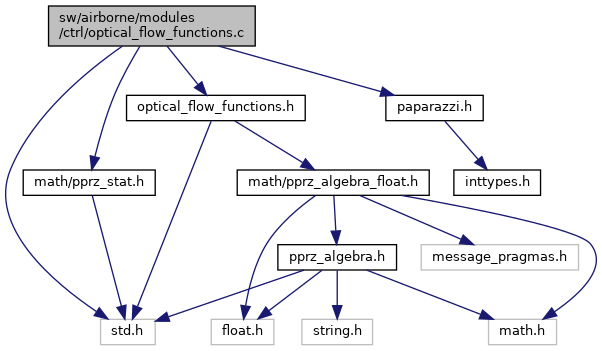 sw/airborne/modules
/ctrl/optical_flow_functions.c
optical_flow_functions.h
paparazzi.h
math/pprz_stat.h
math/pprz_algebra_float.h
inttypes.h
pprz_algebra.h
message_pragmas.h
std.h
float.h
string.h
math.h